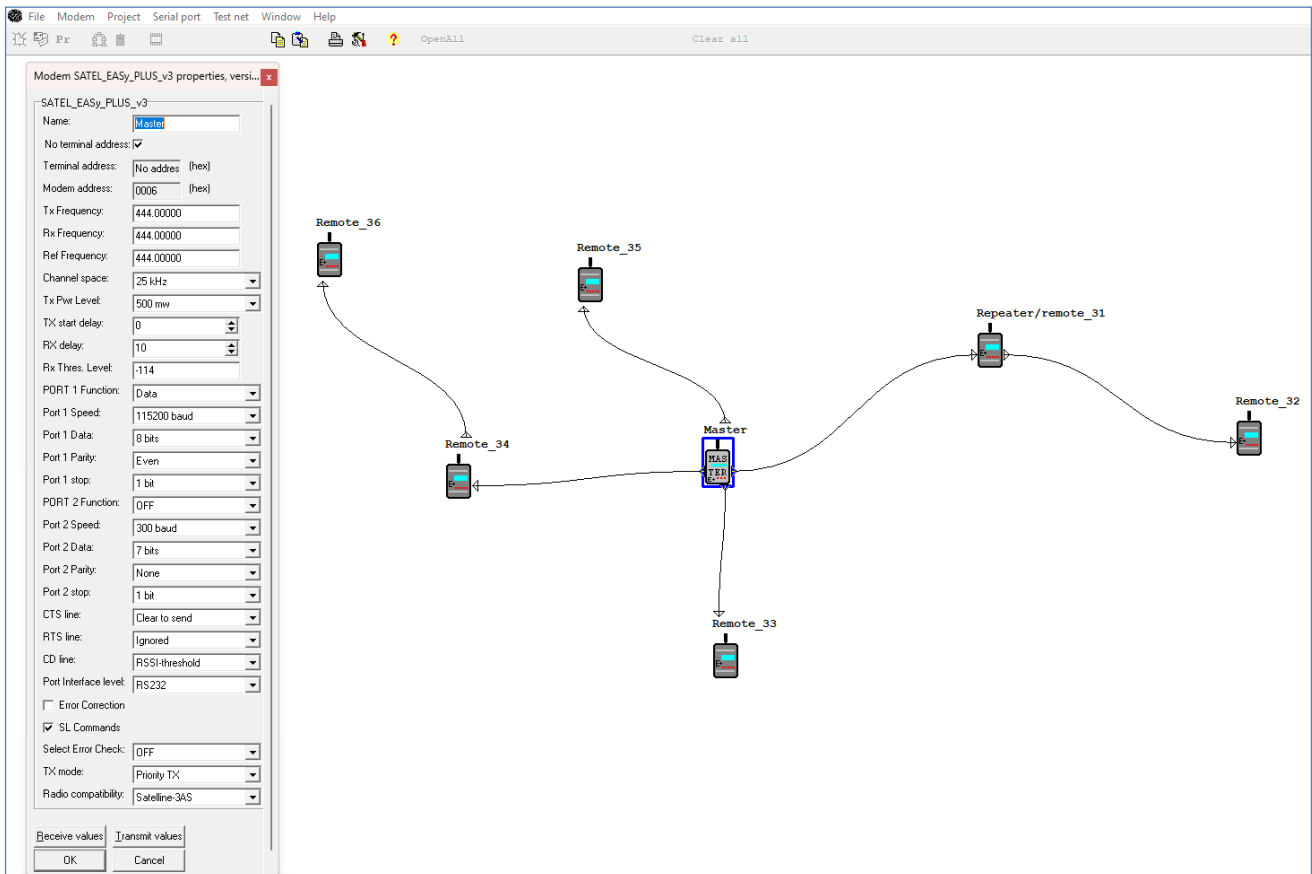 File Modem Project Serial port Test net Window Help
Pr ? OpenAll Clear all
Modem SATEL_EASy_PLUS_v3 properties, versi... x
SATEL_EASy_PLUS_v3
Name: Master
No terminal address:
Terminal address: No addres (hex)
Modem address: 0006 (hex)
Tx Frequency: 444.00000
Rx Frequency: 444.00000
Ref Frequency: 444.00000
Channel space: 25 kHz
Tx Pwr Level: 500 mw
TX start delay: 0
RX delay: 10
Rx Thres. Level: -114
PORT 1 Function: Data
Port 1 Speed: 115200 baud
Port 1 Data: 8 bits
Port 1 Parity: Even
Port 1 stop: 1 bit
PORT 2 Function: OFF
Port 2 Speed: 300 baud
Port 2 Data: 7 bits
Port 2 Parity: None
Port 2 stop: 1 bit
CTS line: Clear to send
RTS line: Ignored
CD line: RSSI-threshold
Port Interface level: RS232
Error Correction
SL Commands
Select Error Check: OFF
TX mode: Priority TX
Radio compatibility: Satelline-3AS
Receive values Transmit values
OK Cancel
Remote_36
E+
Remote_35
E+
Repeater/remote_31
E+
Remote_32
E+
Master
MAS
TER
E+
Remote_34
E+
Remote_33
E+